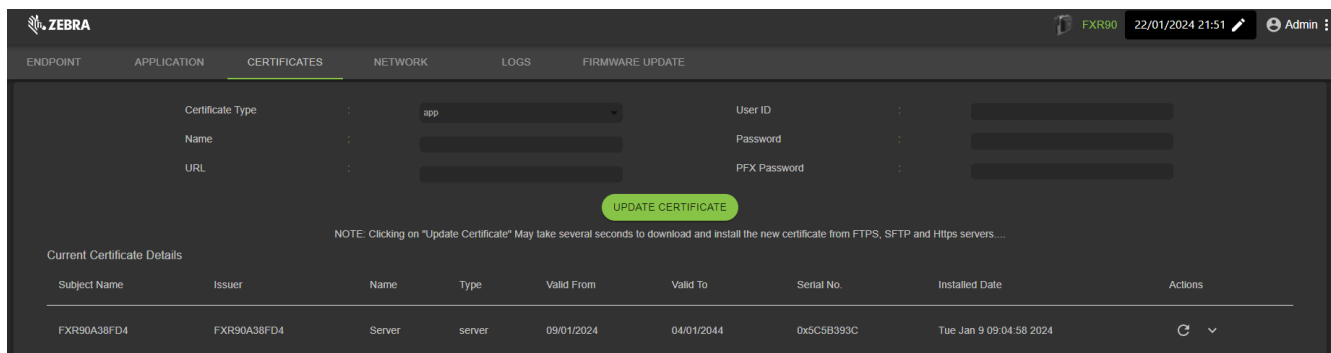 ZEBRA FXR90 22/01/2024 21:51 Admin
ENDPOINT APPLICATION CERTIFICATES NETWORK LOGS FIRMWARE UPDATE
Certificate Type : app User ID :
Name : Password :
URL : PFX Password :
UPDATE CERTIFICATE
NOTE: Clicking on "Update Certificate" May take several seconds to download and install the new certificate from FTPS, SFTP and Https servers....
Current Certificate Details
Subject Name Issuer Name Type Valid From Valid To Serial No. Installed Date Actions
FXR90A38FD4 FXR90A38FD4 Server server 09/01/2024 04/01/2044 0x5C5B393C Tue Jan 9 09:04:58 2024